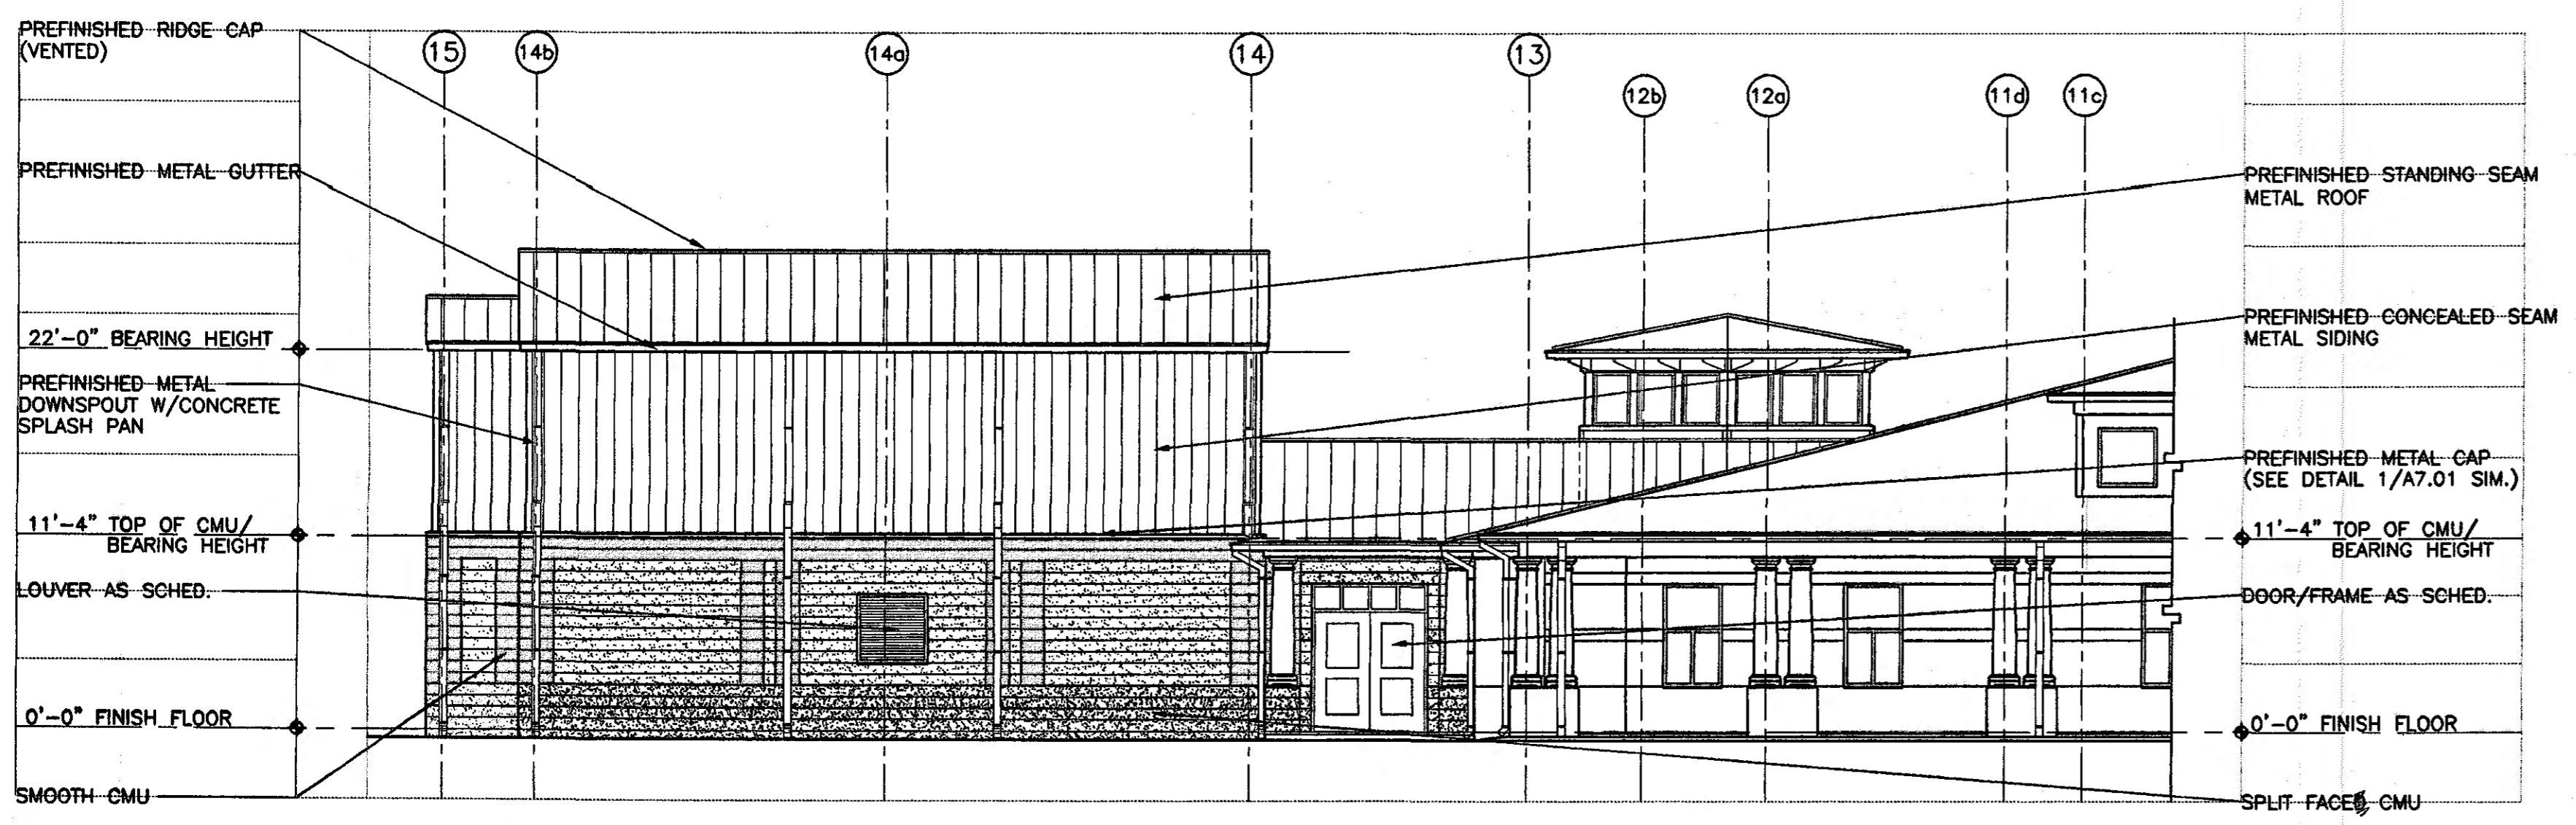 PREFINISHED RIDGE CAP
(VENTED)
15
14b
14a
14
13
12b
12a
11d
11c
PREFINISHED METAL GUTTER
22'-0" BEARING HEIGHT
PREFINISHED METAL
DOWNSPOUT W/CONCRETE
SPLASH PAN
11'-4" TOP OF CMU/
BEARING HEIGHT
LOUVER AS SCHED.
0'-0" FINISH FLOOR
SMOOTH CMU
PREFINISHED STANDING SEAM
METAL ROOF
PREFINISHED CONCEALED SEAM
METAL SIDING
PREFINISHED METAL CAP
(SEE DETAIL 1/A7.01 SIM.)
11'-4" TOP OF CMU/
BEARING HEIGHT
DOOR/FRAME AS SCHED.
0'-0" FINISH FLOOR
SPLIT FACED CMU